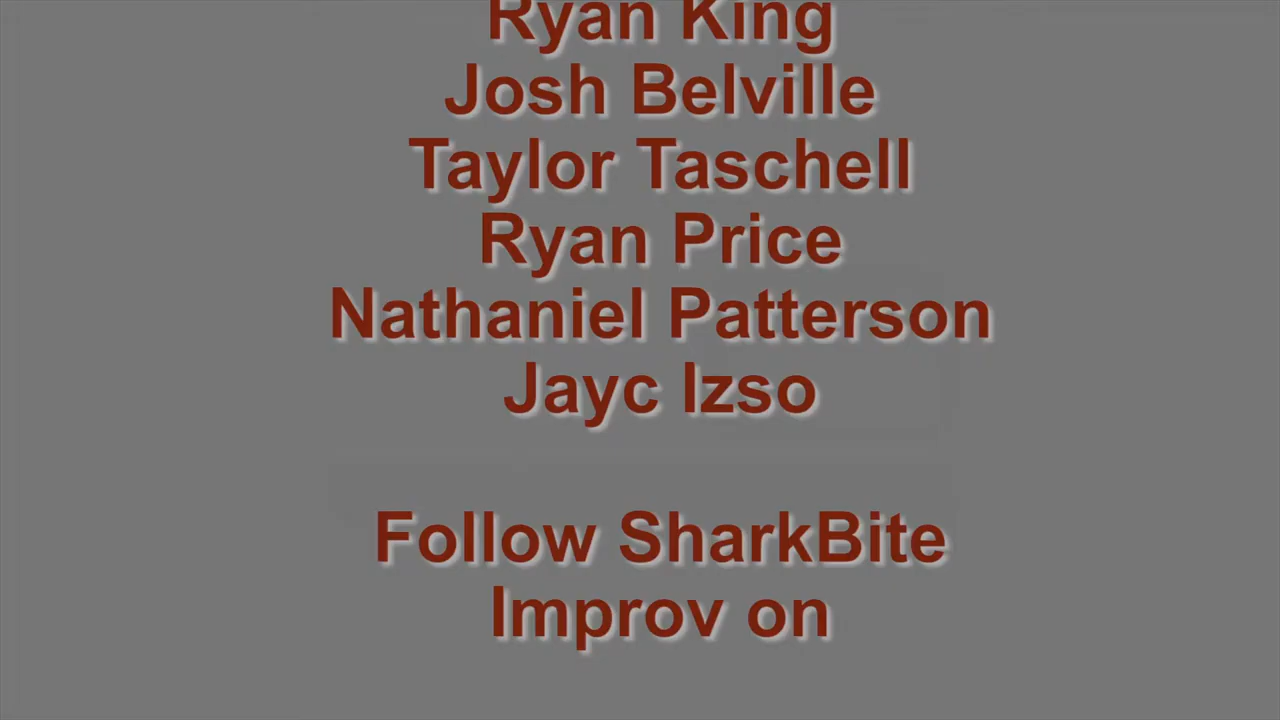 Ryan King
Josh Belville
Taylor Taschell
Ryan Price
Nathaniel Patterson
Jayc Izso
Follow SharkBite
Improv on